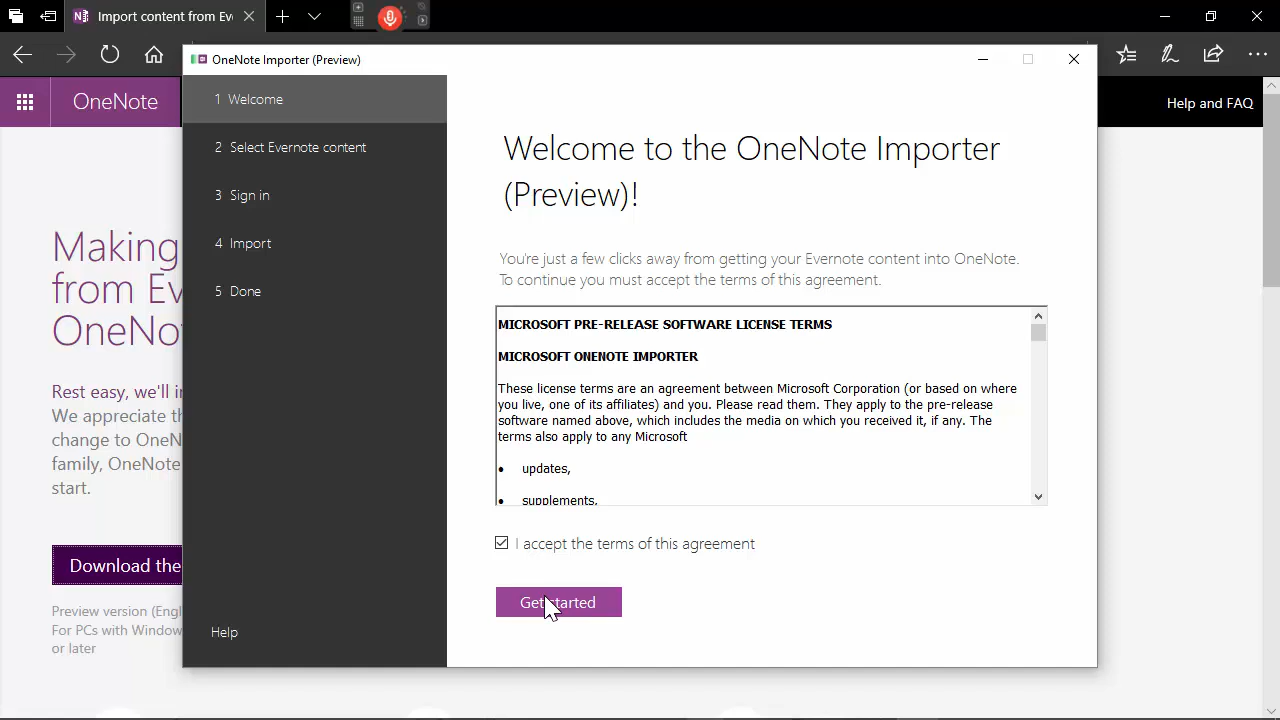 Import content from Eve
OneNote Importer (Preview)
OneNote
Help and FAQ
1 Welcome
2 Select Evernote content
3 Sign in
4 Import
5 Done
Help
Welcome to the OneNote Importer
(Preview)!
You're just a few clicks away from getting your Evernote content into OneNote.
To continue you must accept the terms of this agreement.
MICROSOFT PRE-RELEASE SOFTWARE LICENSE TERMS
MICROSOFT ONENOTE IMPORTER
These license terms are an agreement between Microsoft Corporation (or based on where
you live, one of its affiliates) and you. Please read them. They apply to the pre-release
software named above, which includes the media on which you received it, if any. The
terms also apply to any Microsoft
• updates,
• supplements,
I accept the terms of this agreement
Get started
Making
from Ev
OneNo
Rest easy, we'll i
We appreciate th
change to OneN
family, OneNote
start.
Download the
Preview version (Engl
For PCs with Window
or later